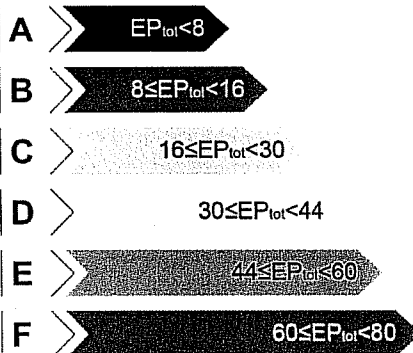 A EPtot<8
B 8≤EPtot<16
C 16≤EPtot<30
D 30≤EPtot<44
E 44≤EPtot<60
F 60≤EPtot<80